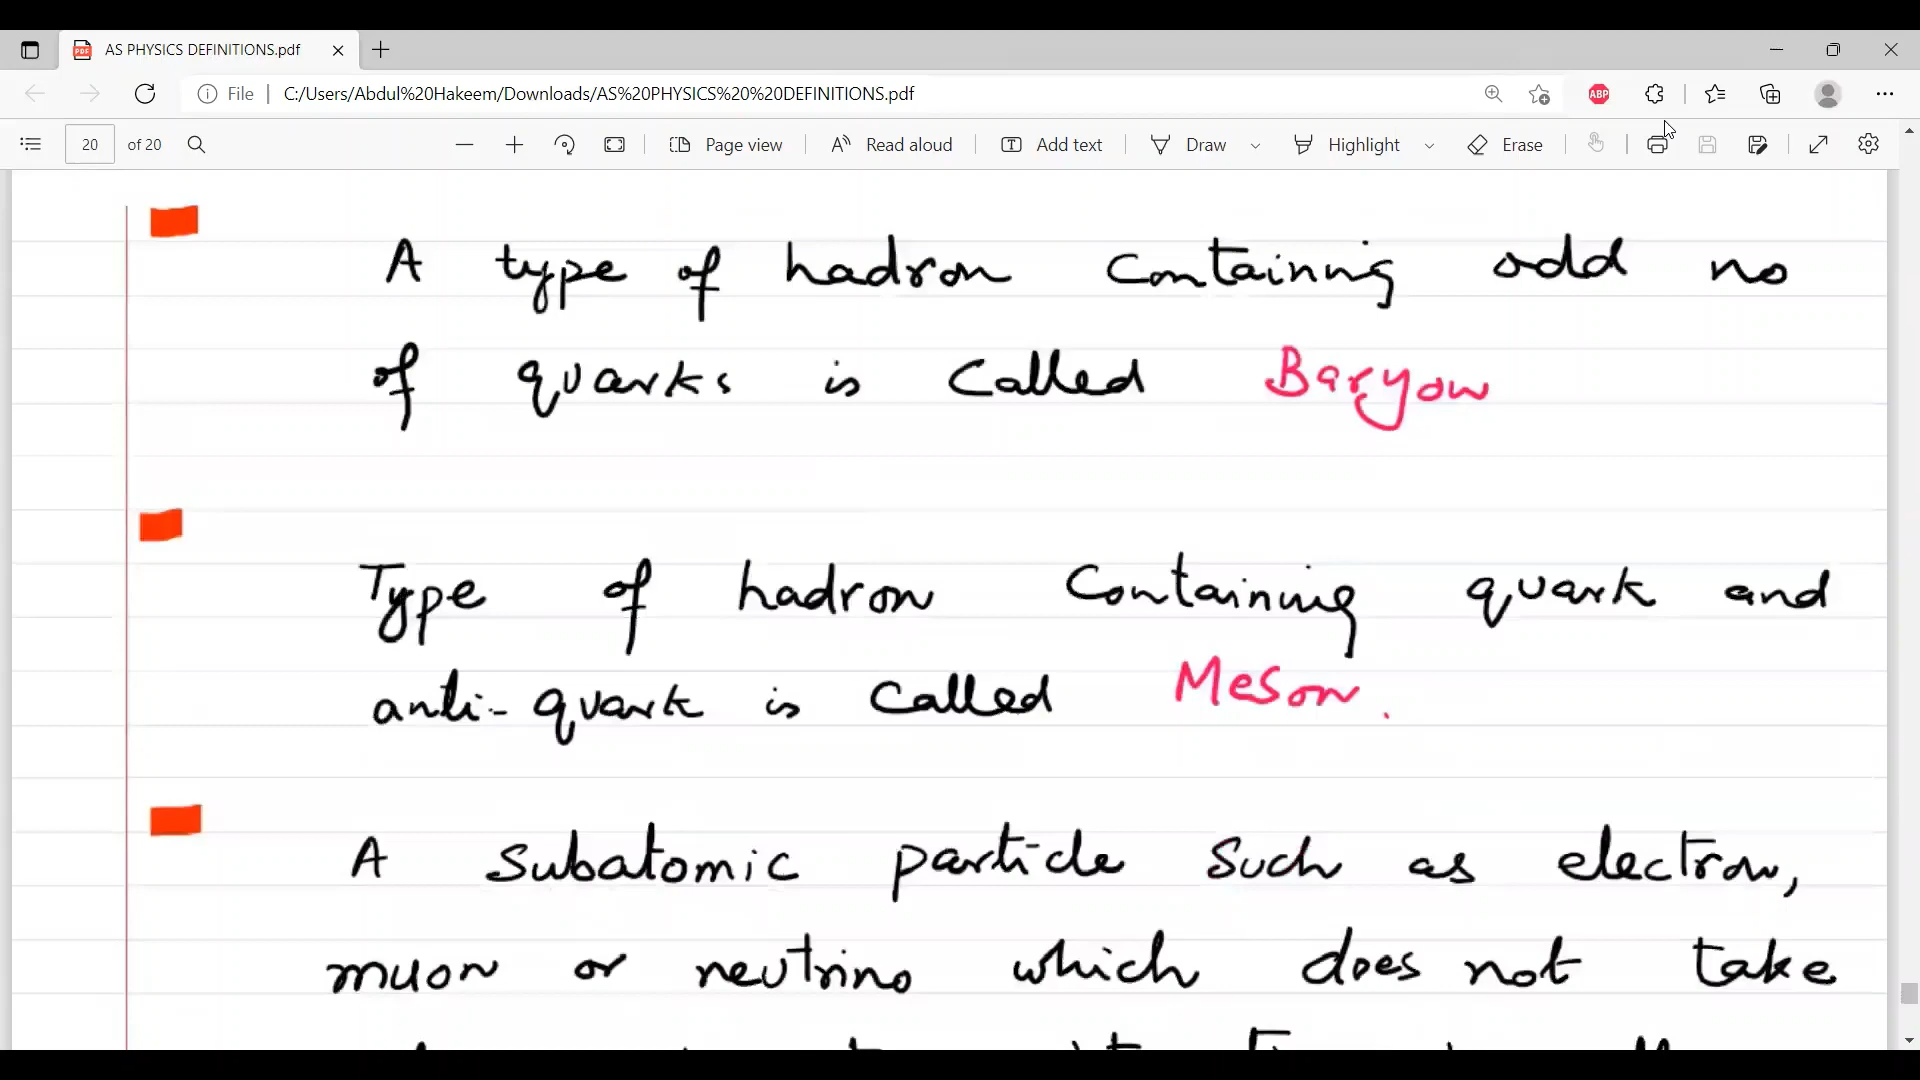 AS PHYSICS DEFINITIONS.pdf
File C:/Users/Abdul%20Hakeem/Downloads/AS%20PHYSICS%20%20DEFINITIONS.pdf ABP
20 of 20 Page view Read aloud Add text Draw Highlight Erase
A type of hadron containing odd no
of quarks is called Baryon
Type of hadron containing quark and
anti-quark is called Meson.
A subatomic particle such as electron,
muon or neutrino which does not take